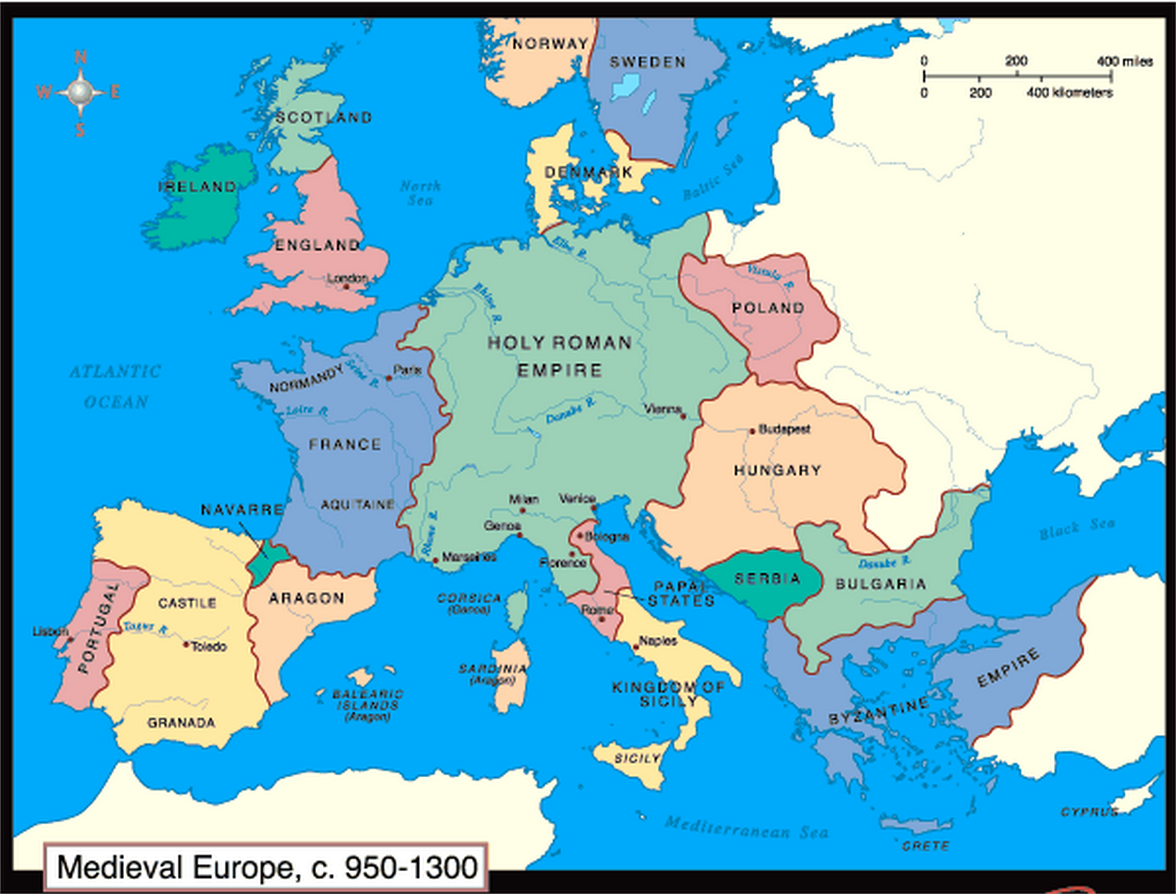 NORWAY
SWEDEN
0 200 400 miles
0 200 400 kilometers
N
W E
S
SCOTLAND
DENMARK
IRELAND
North
Sea
Baltic Sea
ENGLAND
London
Elbe R.
Rhine R.
Vistula R.
POLAND
HOLY ROMAN
EMPIRE
ATLANTIC
OCEAN
NORMANDY
Seine R.
Paris
Loire R.
Danube R.
Vienna
Budapest
FRANCE
HUNGARY
AQUITAINE
NAVARRE
Milan
Venice
Genoa
Bologna
Rhone R.
Marseilles
Florence
Black Sea
Danube R.
SERBIA
BULGARIA
PAPAL
STATES
CORSICA
(Genoa)
Rome
ARAGON
CASTILE
PORTUGAL
Lisbon
Tagus R.
Toledo
Naples
SARDINIA
(Aragon)
BALEARIC
ISLANDS
(Aragon)
KINGDOM OF
SICILY
EMPIRE
BYZANTINE
GRANADA
SICILY
CYPRUS
Mediterranean Sea
CRETE
Medieval Europe, c. 950-1300